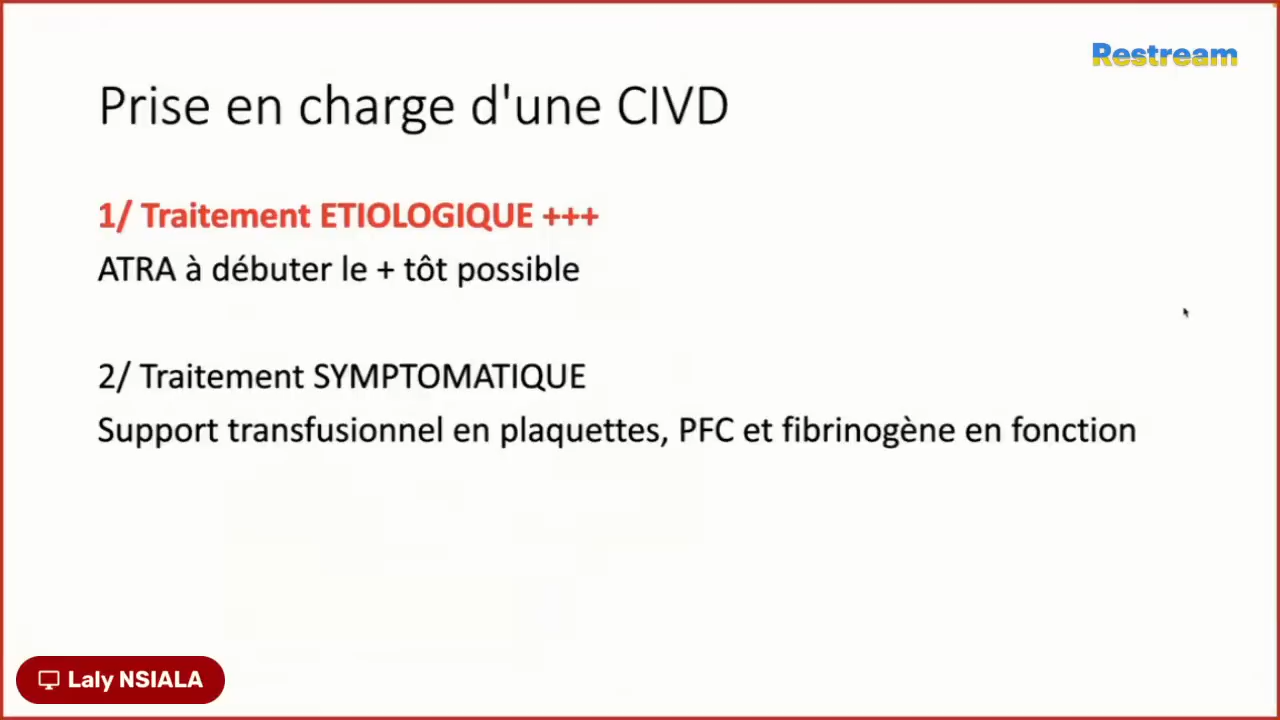 Restream
Prise en charge d'une CIVD
1/ Traitement ETIOLOGIQUE +++
ATRA à débuter le + tôt possible
2/ Traitement SYMPTOMATIQUE
Support transfusionnel en plaquettes, PFC et fibrinogène en fonction
Laly NSIALA